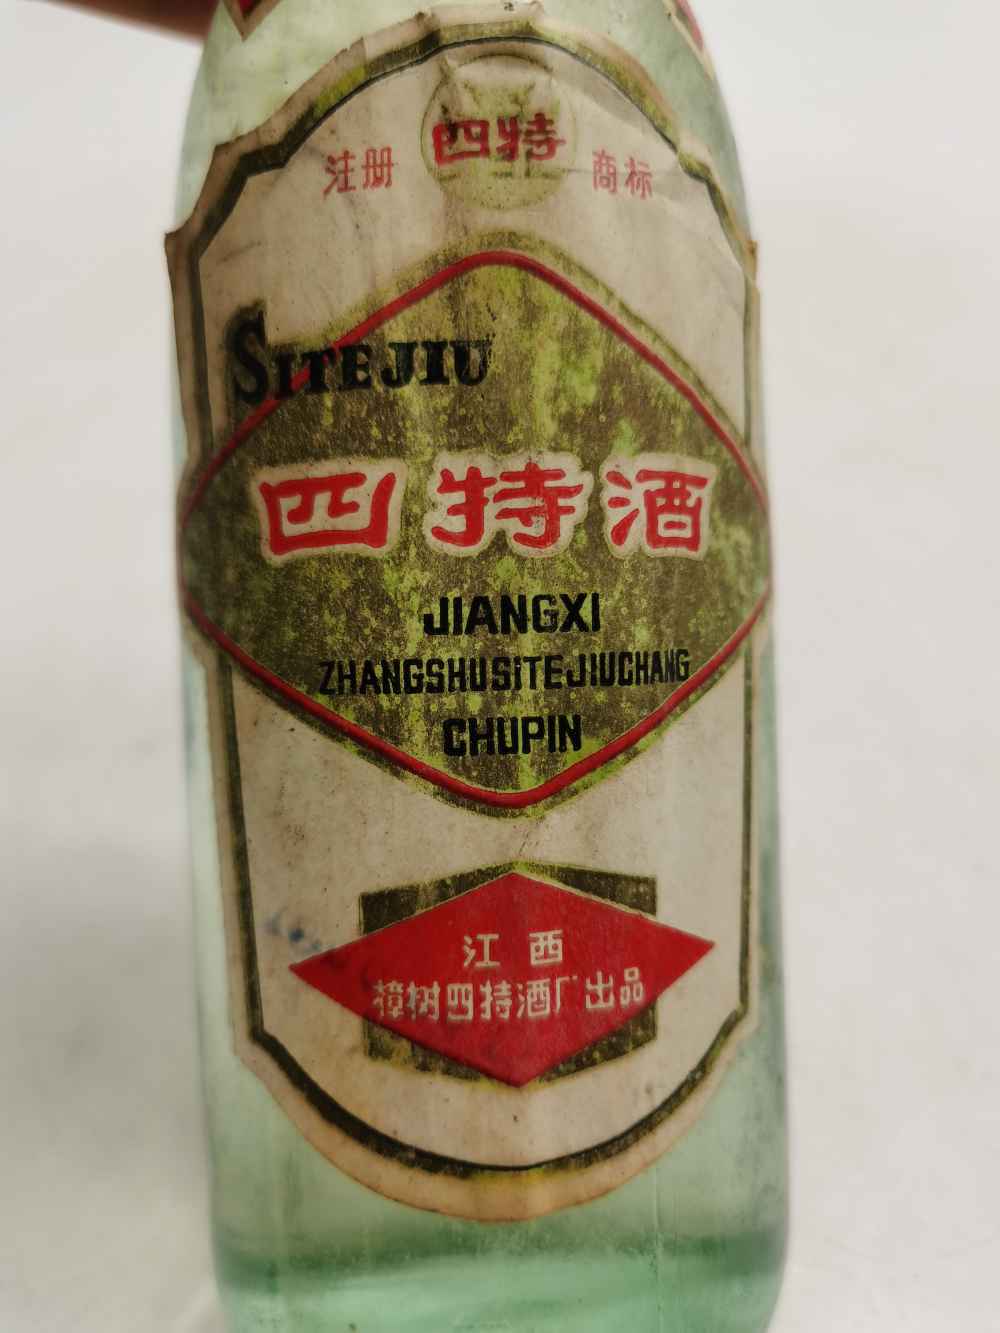 四特
注册 商标
SITEJIU
四特酒
JIANGXI
ZHANGSHUSiTEJIUCHANG
CHUPIN
江西
樟树四特酒厂出品